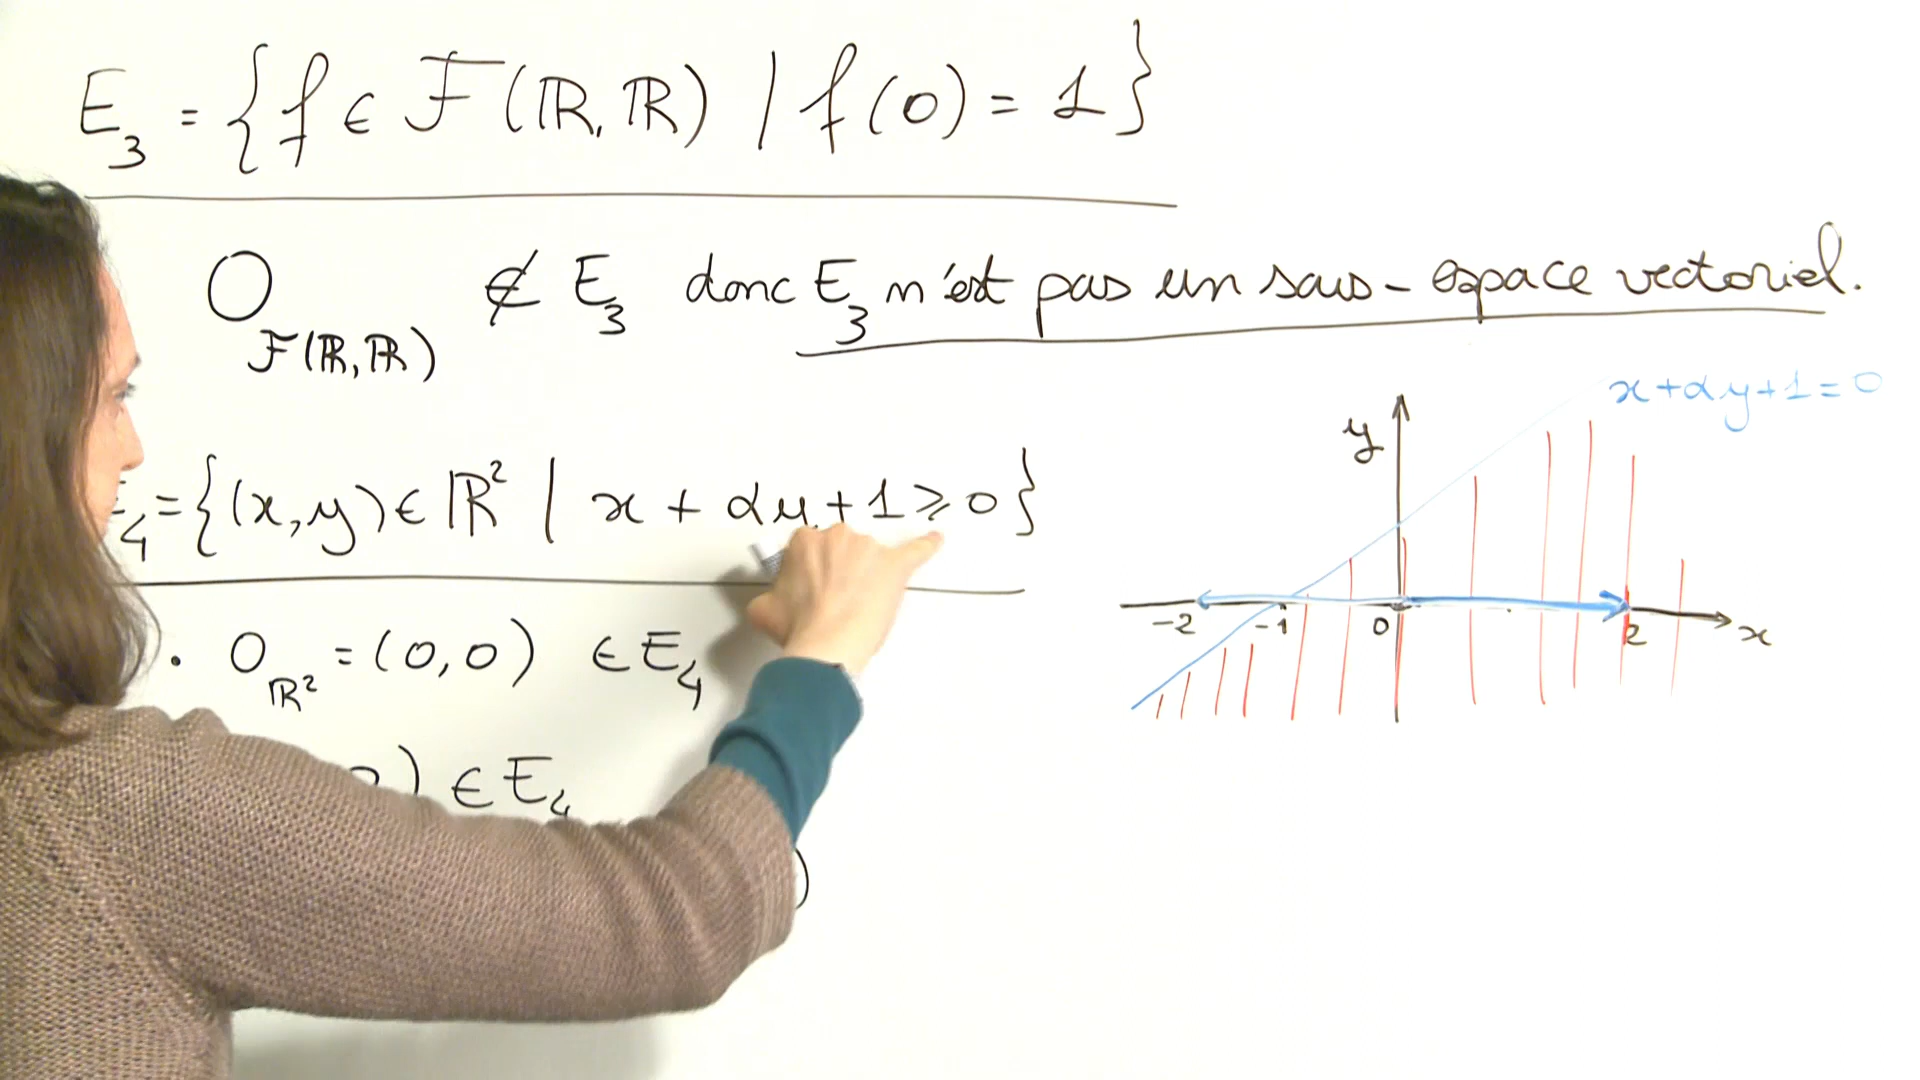 E₃ = {f ∈ F(ℝ, ℝ) / f(0) = 1}
0_F(ℝ,ℝ) ∉ E₃ donc E₃ n'est pas un sous-espace vectoriel.
x+αy+1=0
y
₄={(x,y)∈ℝ² | x + αy+1⩾0}
-2 -1 0 2 x
• 0_ℝ² = (0,0) ∈ E₄
) ∈ E₄
)